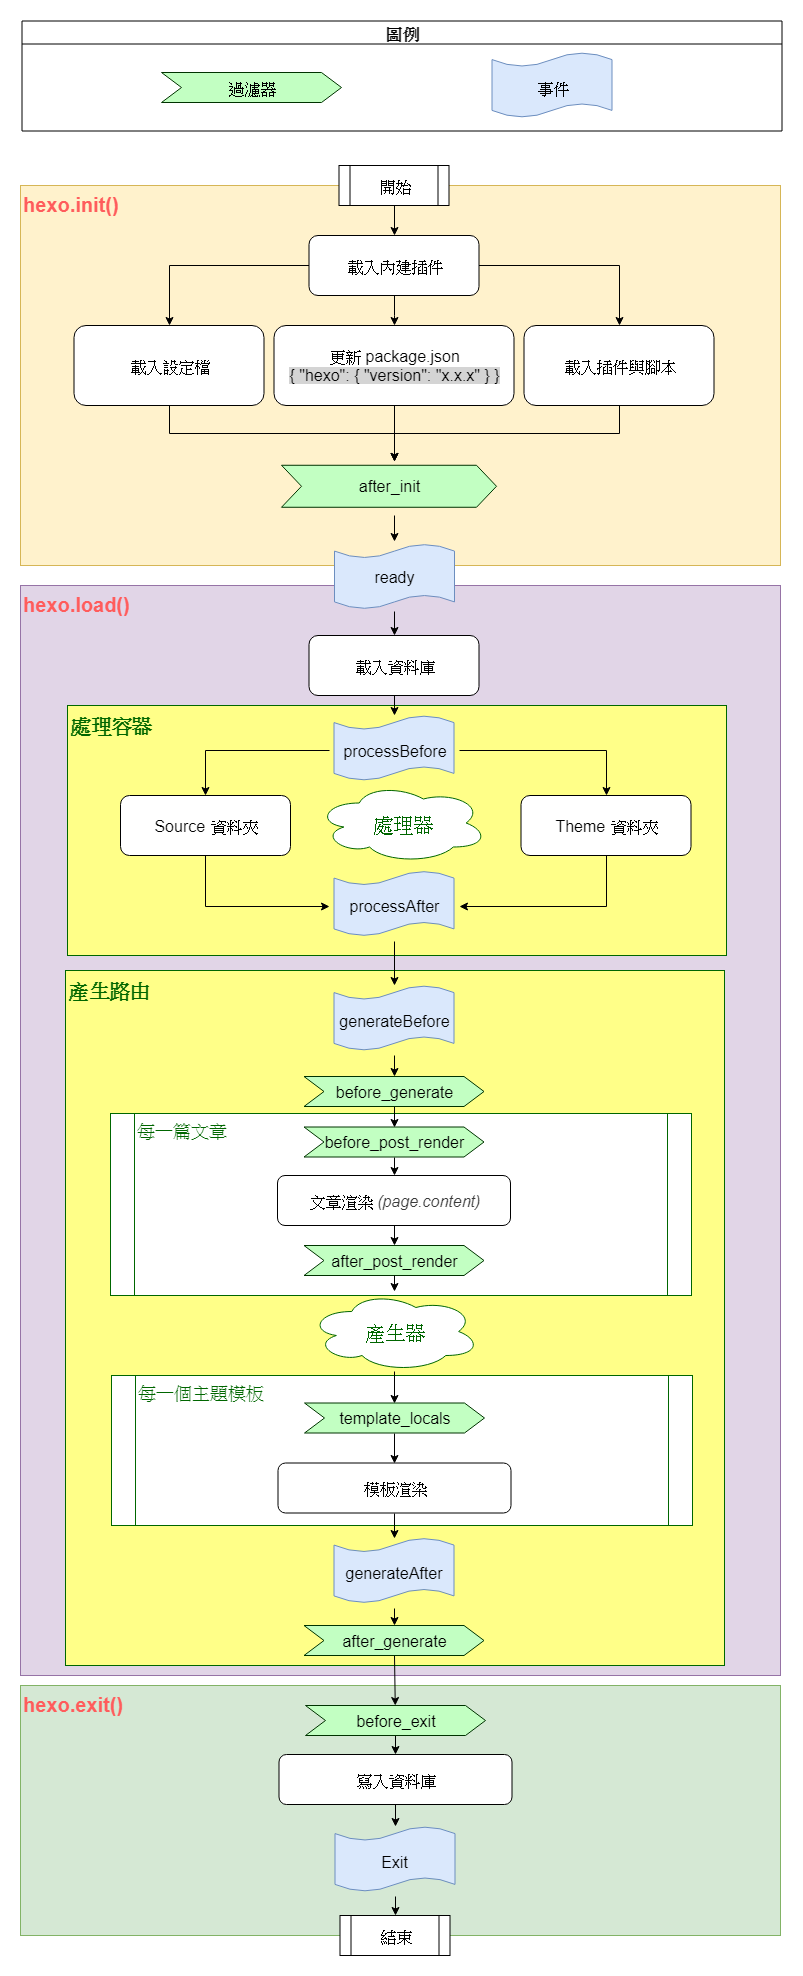 圖例
過濾器
事件
開始
hexo.init()
載入內建插件
載入設定檔
更新 package.json
{ "hexo": { "version": "x.x.x" } }
載入插件與腳本
after_init
ready
hexo.load()
載入資料庫
處理容器
processBefore
Source 資料夾
處理器
Theme 資料夾
processAfter
產生路由
generateBefore
before_generate
每一篇文章
before_post_render
文章渲染 (page.content)
after_post_render
產生器
每一個主題模板
template_locals
模板渲染
generateAfter
after_generate
hexo.exit()
before_exit
寫入資料庫
Exit
結束